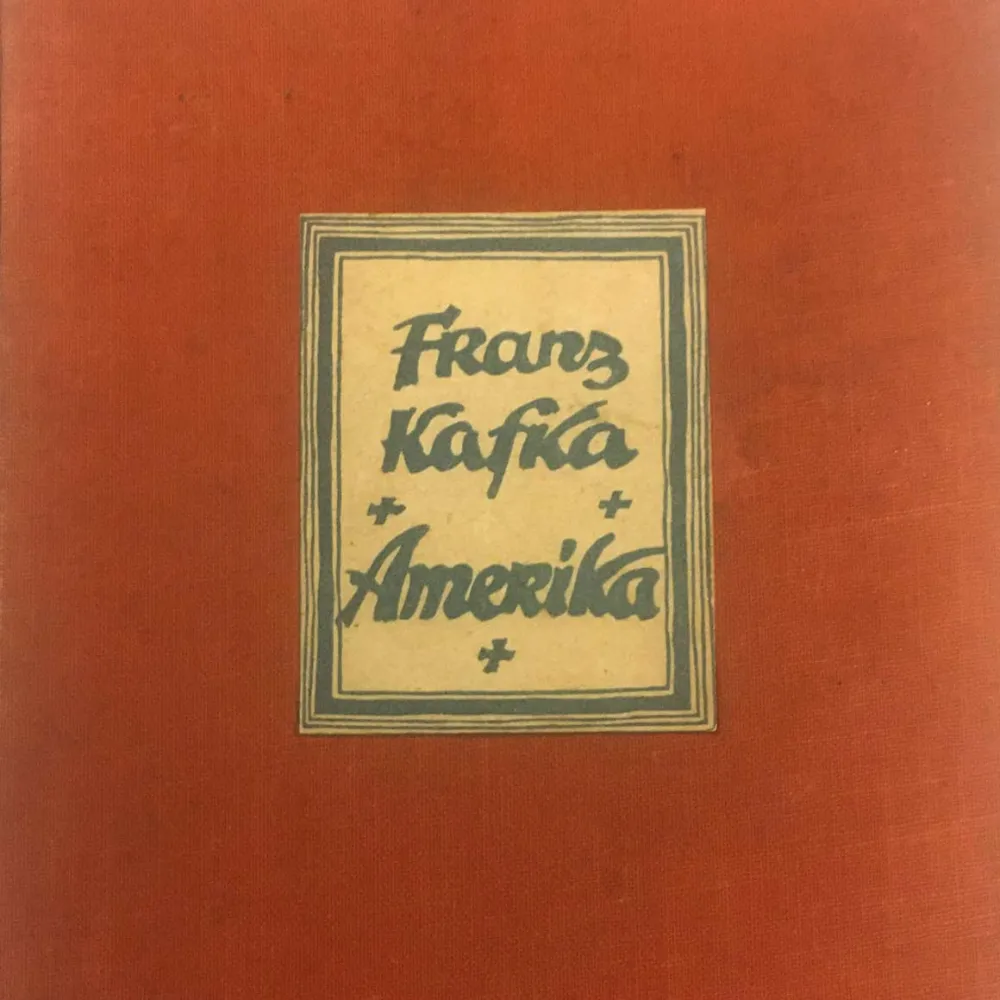 Franz
Kafka
+ +
Amerika
+